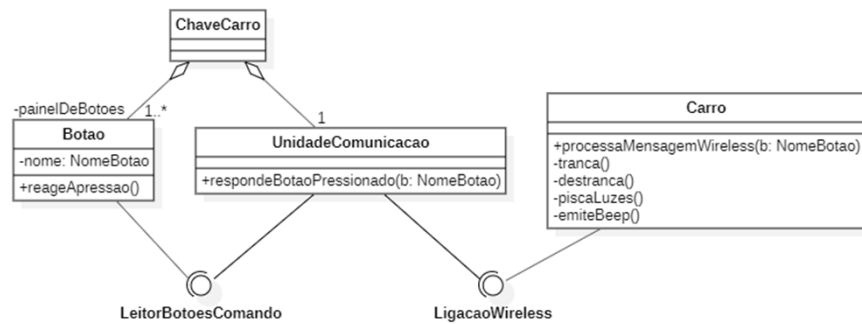 ChaveCarro
-painelDeBotoes
1..*
1
Botao
-nome: NomeBotao
+reageApressao()
UnidadeComunicacao
+respondeBotaoPressionado(b: NomeBotao)
Carro
+processaMensagemWireless(b: NomeBotao)
-tranca()
-destranca()
-piscaLuzes()
-emiteBeep()
LeitorBotoesComando
LigacaoWireless